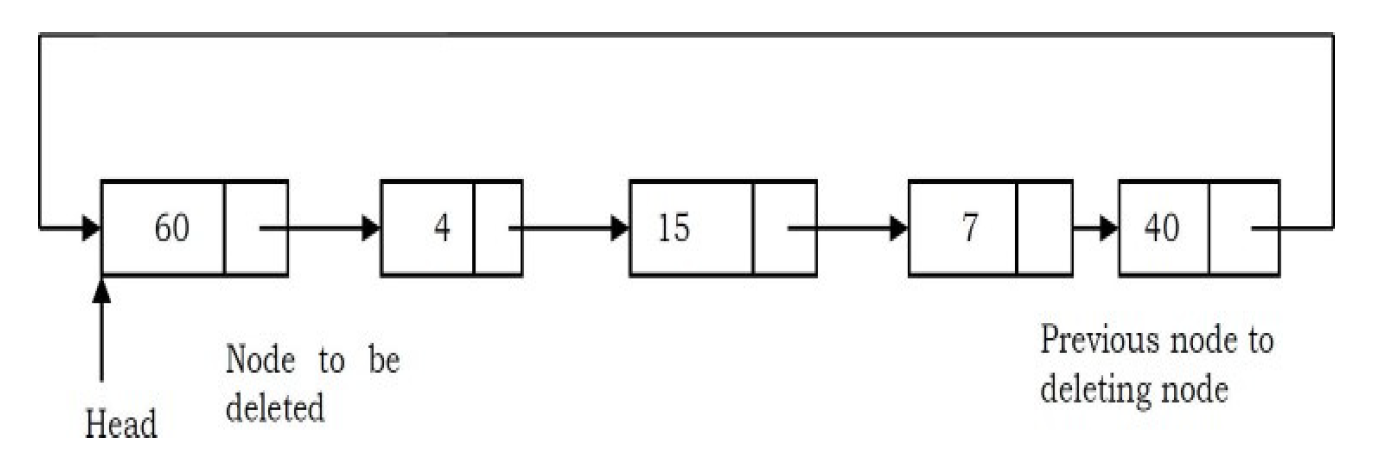 60 4 15 7 40
Node to be
deleted
Head
Previous node to
deleting node